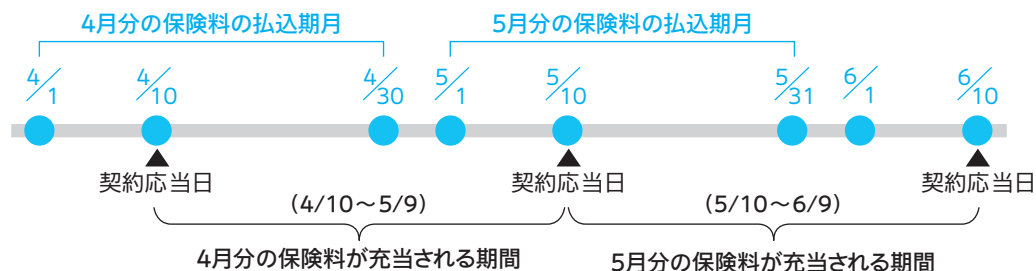 4月分の保険料の払込期月
5月分の保険料の払込期月
4/1
4/10
4/30
5/1
5/10
5/31
6/1
6/10
契約応当日
契約応当日
契約応当日
(4/10〜5/9)
(5/10〜6/9)
4月分の保険料が充当される期間
5月分の保険料が充当される期間